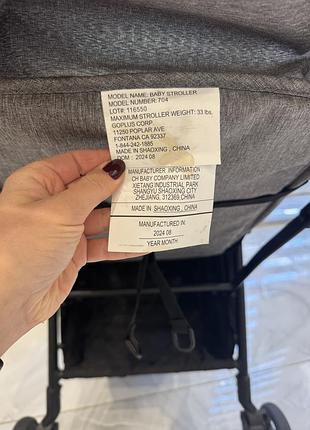 MODEL NAME: BABY STROLLER
MODEL NUMBER: 704
LOT#: 116550
MAXIMUM STROLLER WEIGHT: 33 lbs.
GOPLUS CORP.
11250 POPLAR AVE
FONTANA CA 92337
1-844-242-1885
MADE IN SHAOXING , CHINA
DOM : 2024 08
MANUFACTURER INFORMATION
CH BABY COMPANY LIMITED
XIETANG INDUSTRIAL PARK
SHANGYU SHAOXING CITY
ZHEJIANG, 312369,CHINA
MADE IN SHAOXING ,CHINA
MANUFACTURED IN:
2024 08
YEAR MONTH